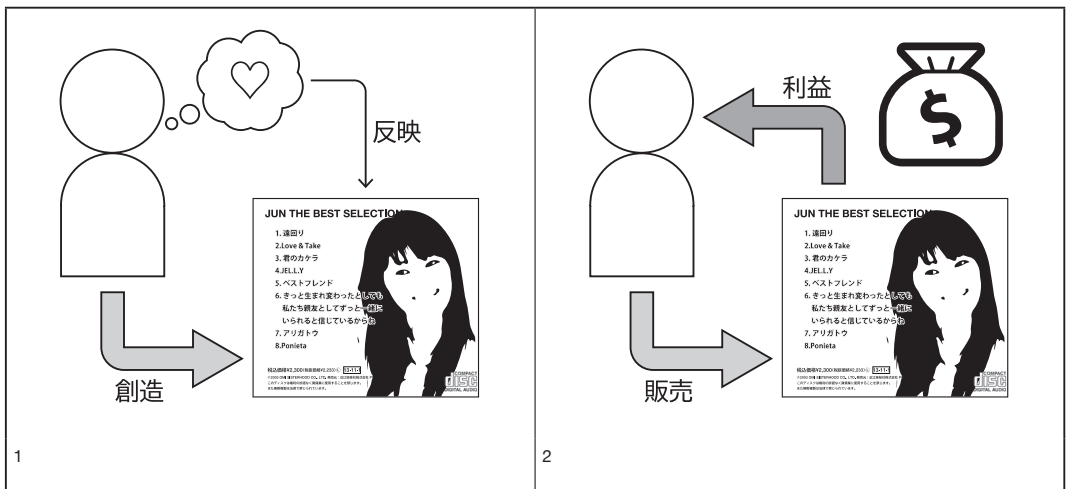 反映
JUN THE BEST SELECTION
1. 遠回り
2.Love & Take
3. 君のカケラ
4.JEL.L.Y
5. ベストフレンド
6. きっと生まれ変わったとしても
私たち親友としてずっと一緒に
いられると信じているからね
7. アリガトウ
8.Ponieta
COMPACT
disc
DIGITAL AUDIO
創造
1
利益
$
JUN THE BEST SELECTION
1. 遠回り
2.Love & Take
3. 君のカケラ
4.JEL.L.Y
5. ベストフレンド
6. きっと生まれ変わったとしても
私たち親友としてずっと一緒に
いられると信じているからね
7. アリガトウ
8.Ponieta
COMPACT
disc
DIGITAL AUDIO
販売
2